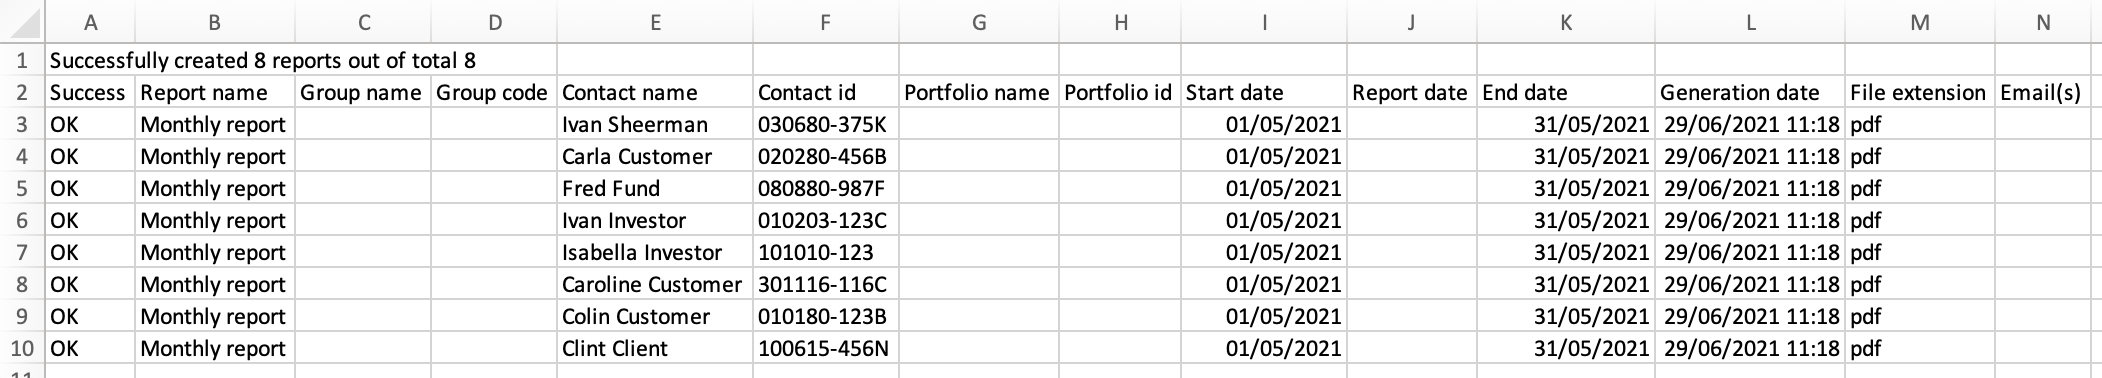 A B C D E F G H I J K L M N
1 Successfully created 8 reports out of total 8
2 Success Report name Group name Group code Contact name Contact id Portfolio name Portfolio id Start date Report date End date Generation date File extension Email(s)
3 OK Monthly report Ivan Sheerman 030680-375K 01/05/2021 31/05/2021 29/06/2021 11:18 pdf
4 OK Monthly report Carla Customer 020280-456B 01/05/2021 31/05/2021 29/06/2021 11:18 pdf
5 OK Monthly report Fred Fund 080880-987F 01/05/2021 31/05/2021 29/06/2021 11:18 pdf
6 OK Monthly report Ivan Investor 010203-123C 01/05/2021 31/05/2021 29/06/2021 11:18 pdf
7 OK Monthly report Isabella Investor 101010-123 01/05/2021 31/05/2021 29/06/2021 11:18 pdf
8 OK Monthly report Caroline Customer 301116-116C 01/05/2021 31/05/2021 29/06/2021 11:18 pdf
9 OK Monthly report Colin Customer 010180-123B 01/05/2021 31/05/2021 29/06/2021 11:18 pdf
10 OK Monthly report Clint Client 100615-456N 01/05/2021 31/05/2021 29/06/2021 11:18 pdf
11